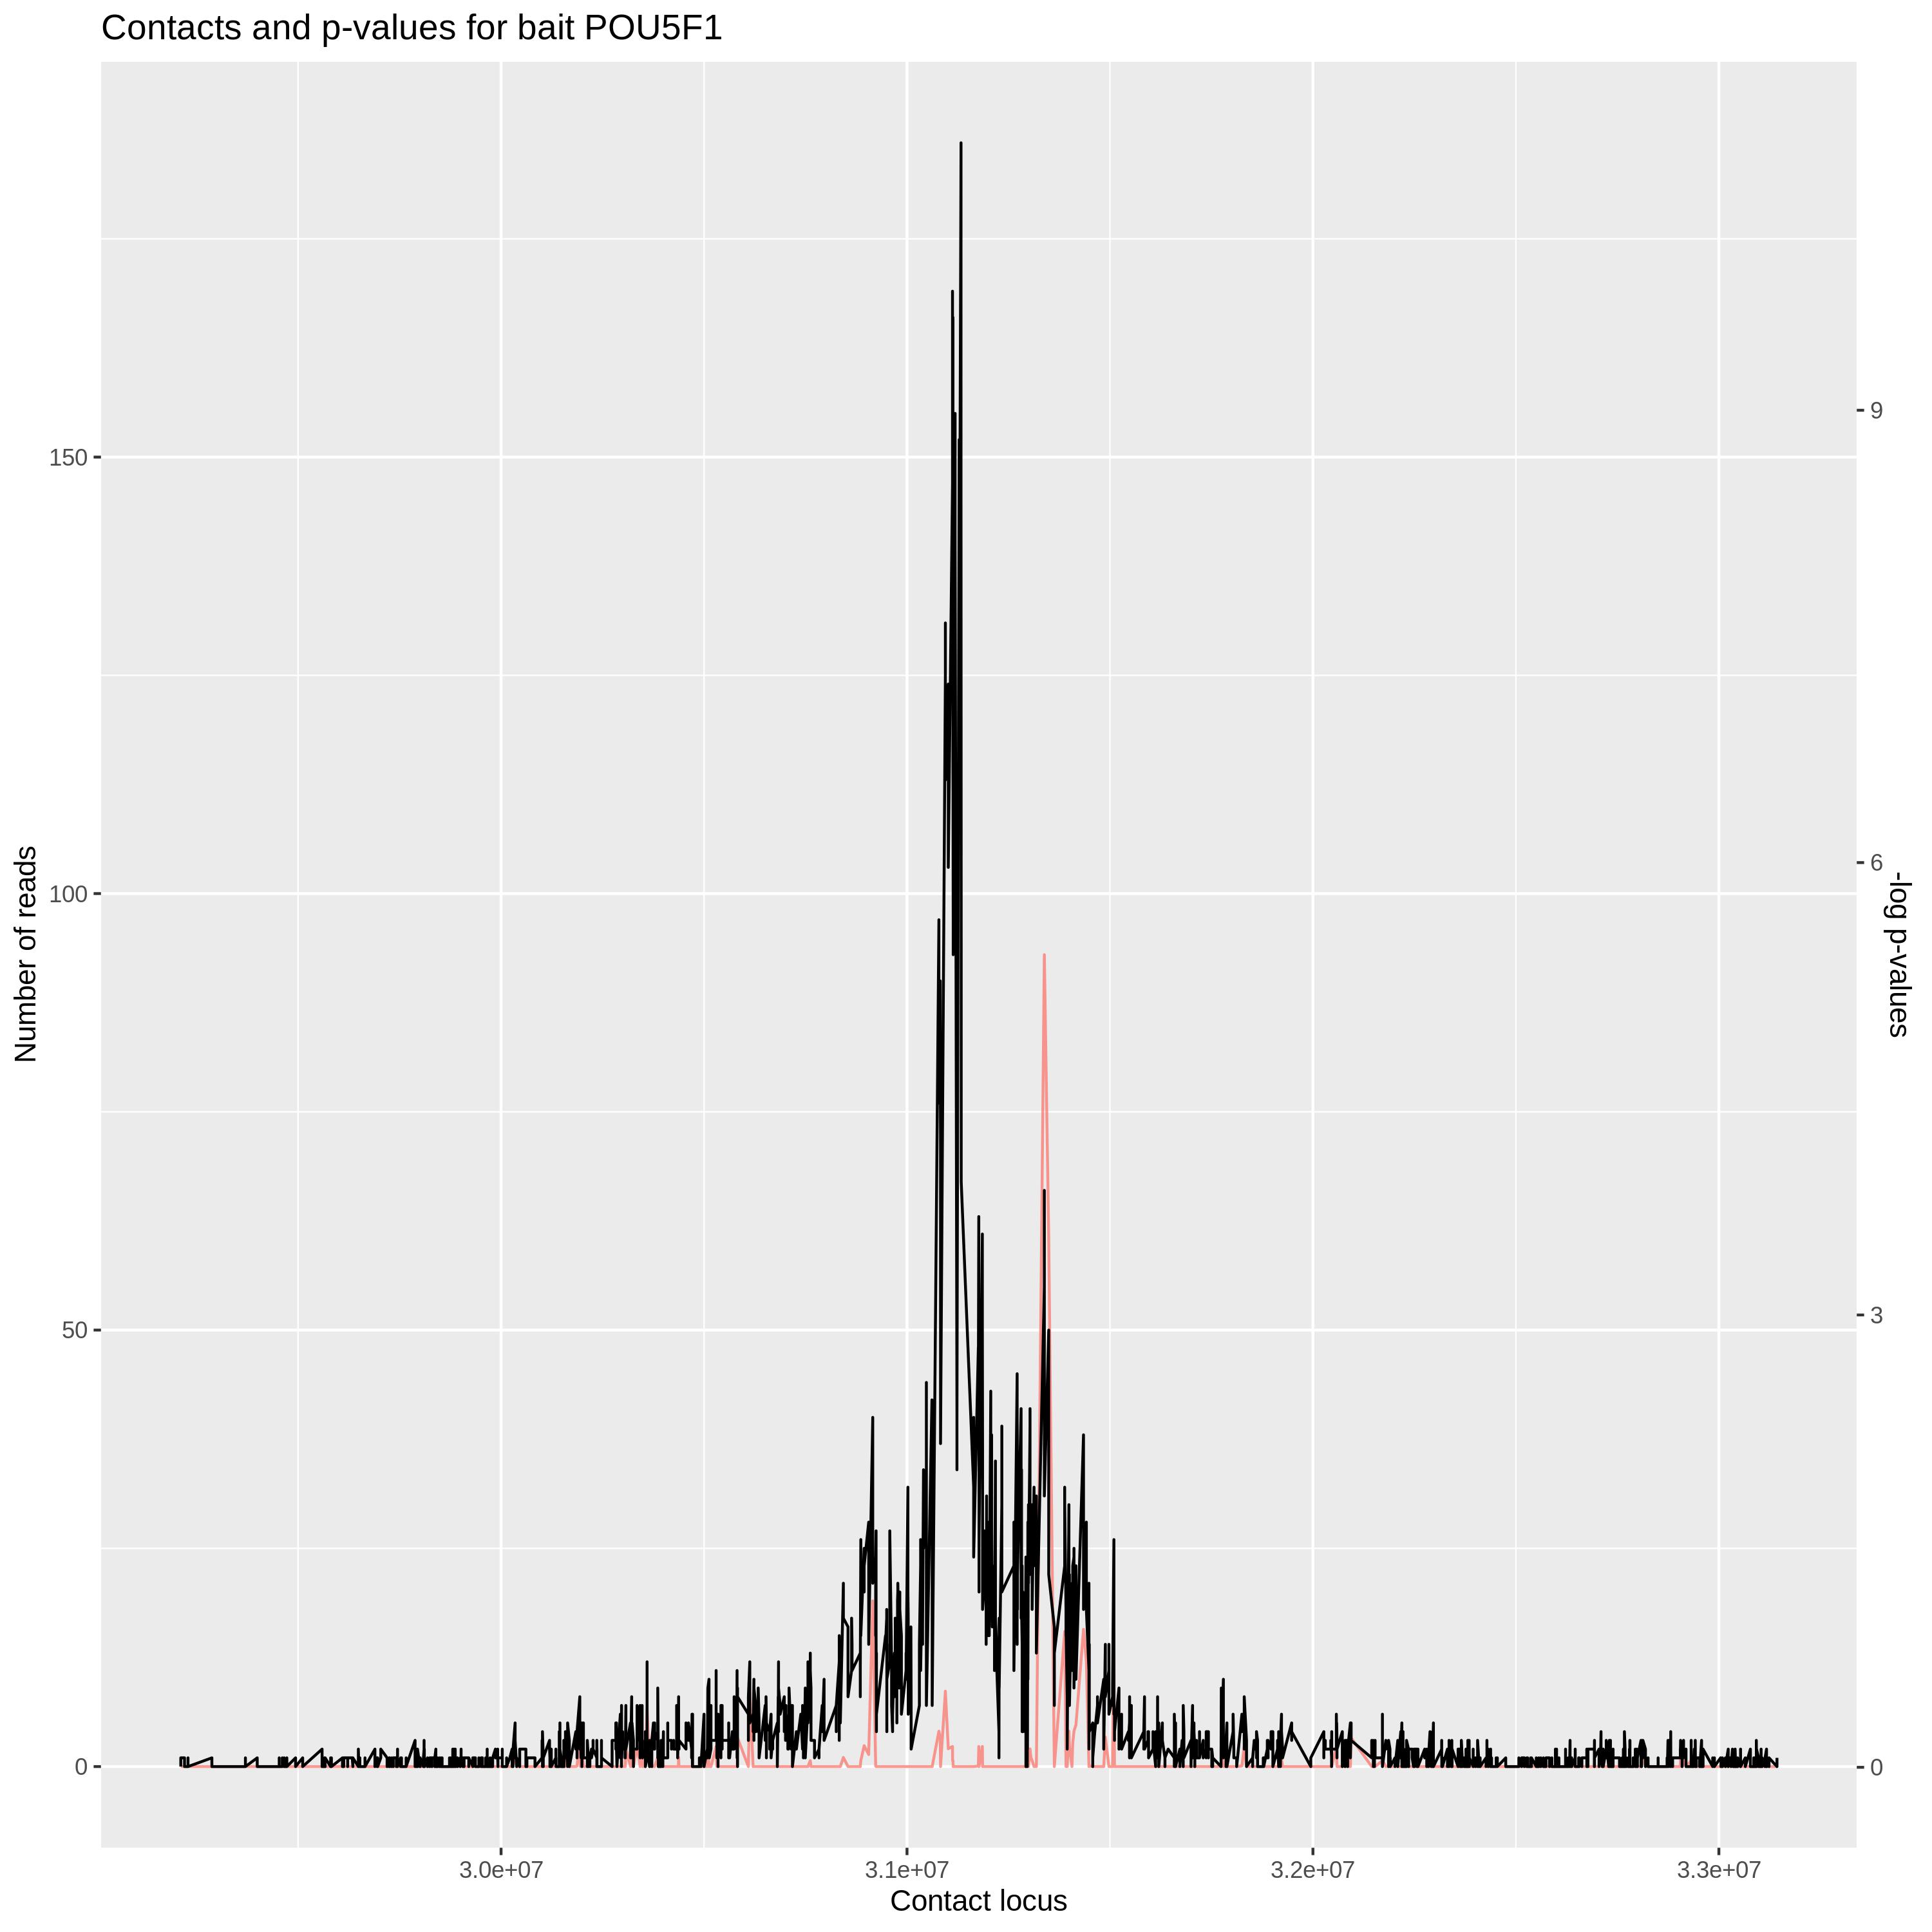 Contacts and p-values for bait POU5F1
150
100
50
0
9
6
3
0
Number of reads
-log p-values
3.0e+07
3.1e+07
3.2e+07
3.3e+07
Contact locus